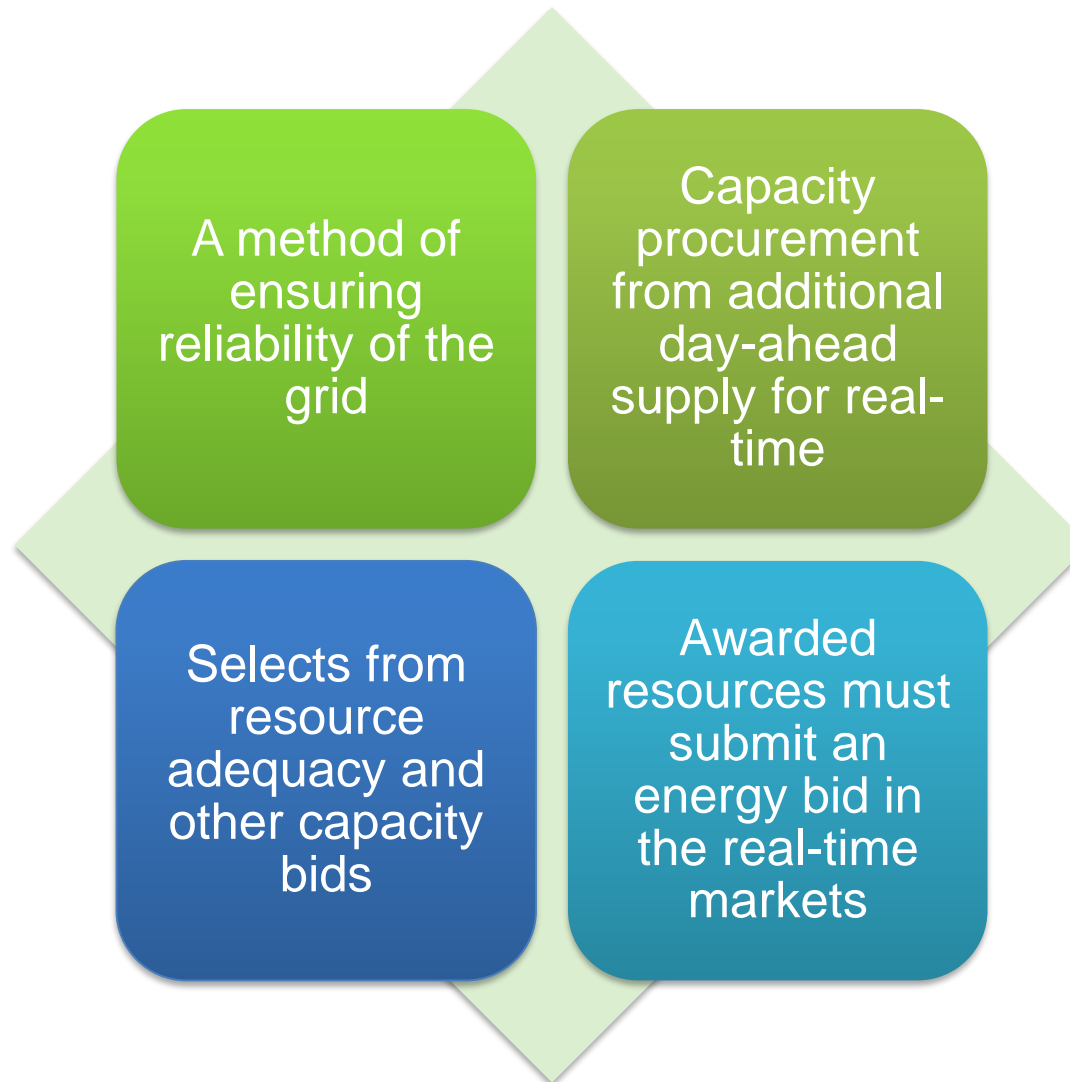 A method of
ensuring
reliability of the
grid
Capacity
procurement
from additional
day-ahead
supply for real-
time
Selects from
resource
adequacy and
other capacity
bids
Awarded
resources must
submit an
energy bid in
the real-time
markets